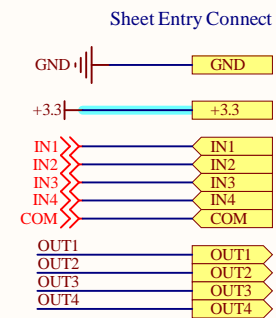 Sheet Entry Connect
GND GND
+3.3 +3.3
IN1 IN1
IN2 IN2
IN3 IN3
IN4 IN4
COM COM
OUT1 OUT1
OUT2 OUT2
OUT3 OUT3
OUT4 OUT4